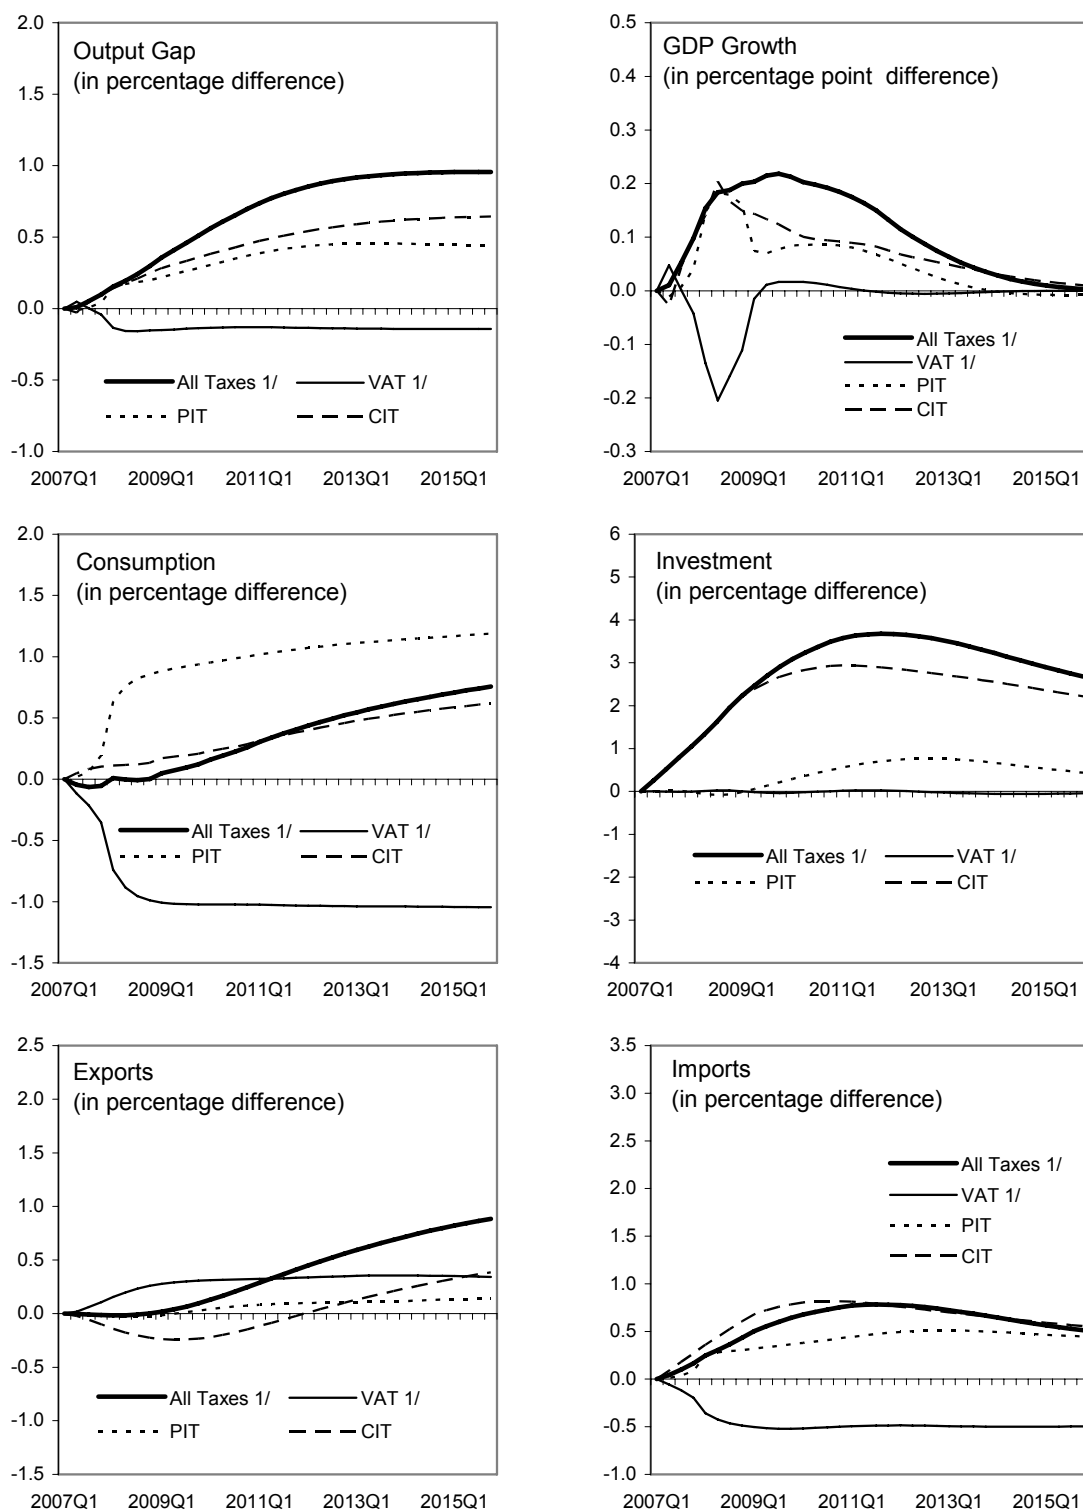 Output Gap
(in percentage difference)
2.0
1.5
1.0
0.5
0.0
-0.5
-1.0
All Taxes 1/ VAT 1/
PIT CIT
2007Q1 2009Q1 2011Q1 2013Q1 2015Q1
GDP Growth
(in percentage point difference)
0.5
0.4
0.3
0.2
0.1
0.0
-0.1
-0.2
-0.3
All Taxes 1/
VAT 1/
PIT
CIT
2007Q1 2009Q1 2011Q1 2013Q1 2015Q1
Consumption
(in percentage difference)
2.0
1.5
1.0
0.5
0.0
-0.5
-1.0
-1.5
All Taxes 1/ VAT 1/
PIT CIT
2007Q1 2009Q1 2011Q1 2013Q1 2015Q1
Investment
(in percentage difference)
6
5
4
3
2
1
0
-1
-2
-3
-4
All Taxes 1/ VAT 1/
PIT CIT
2007Q1 2009Q1 2011Q1 2013Q1 2015Q1
Exports
(in percentage difference)
2.5
2.0
1.5
1.0
0.5
0.0
-0.5
-1.0
-1.5
All Taxes 1/ VAT 1/
PIT CIT
2007Q1 2009Q1 2011Q1 2013Q1 2015Q1
Imports
(in percentage difference)
3.5
3.0
2.5
2.0
1.5
1.0
0.5
0.0
-0.5
-1.0
All Taxes 1/
VAT 1/
PIT
CIT
2007Q1 2009Q1 2011Q1 2013Q1 2015Q1